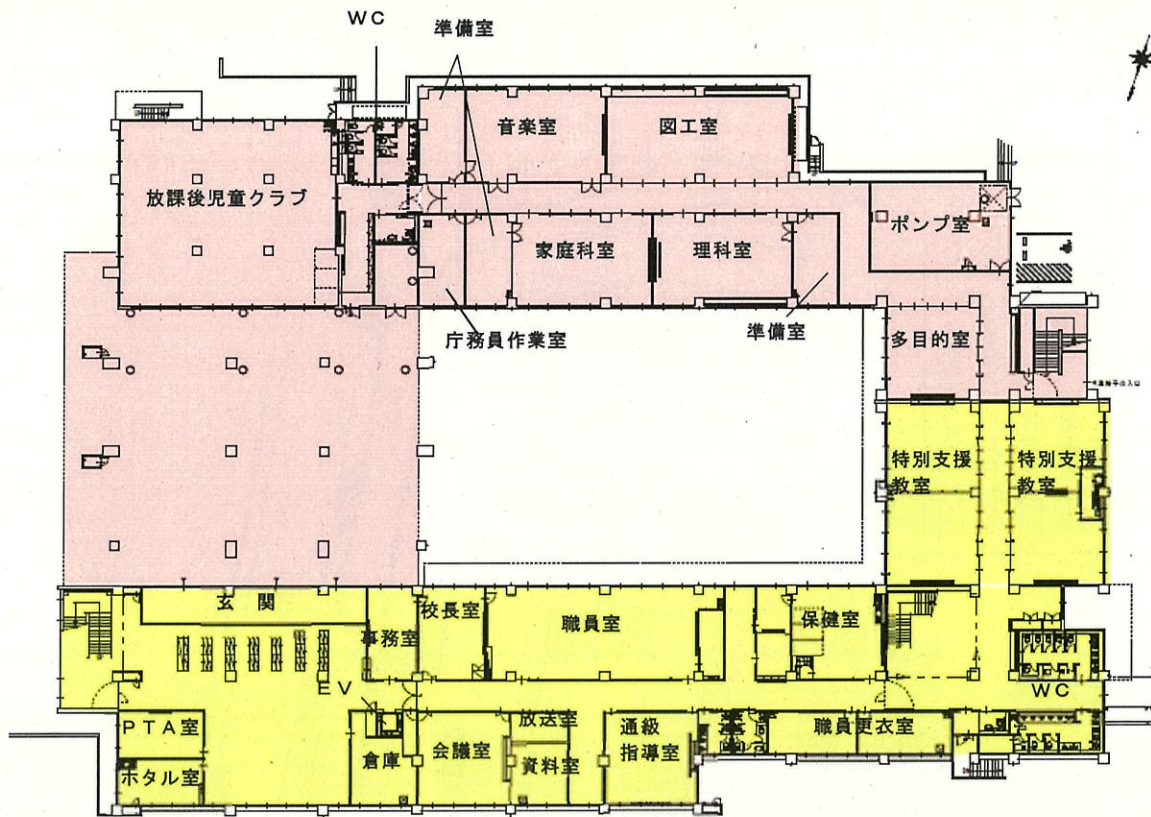 WC
準備室
音楽室
図工室
放課後児童クラブ
ポンプ室
家庭科室
理科室
庁務員作業室
準備室
多目的室
特別支援
教室
特別支援
教室
玄関
校長室
事務室
職員室
保健室
EV
WC
PTA室
放送室
通級
指導室
職員更衣室
倉庫
会議室
資料室
ホタル室